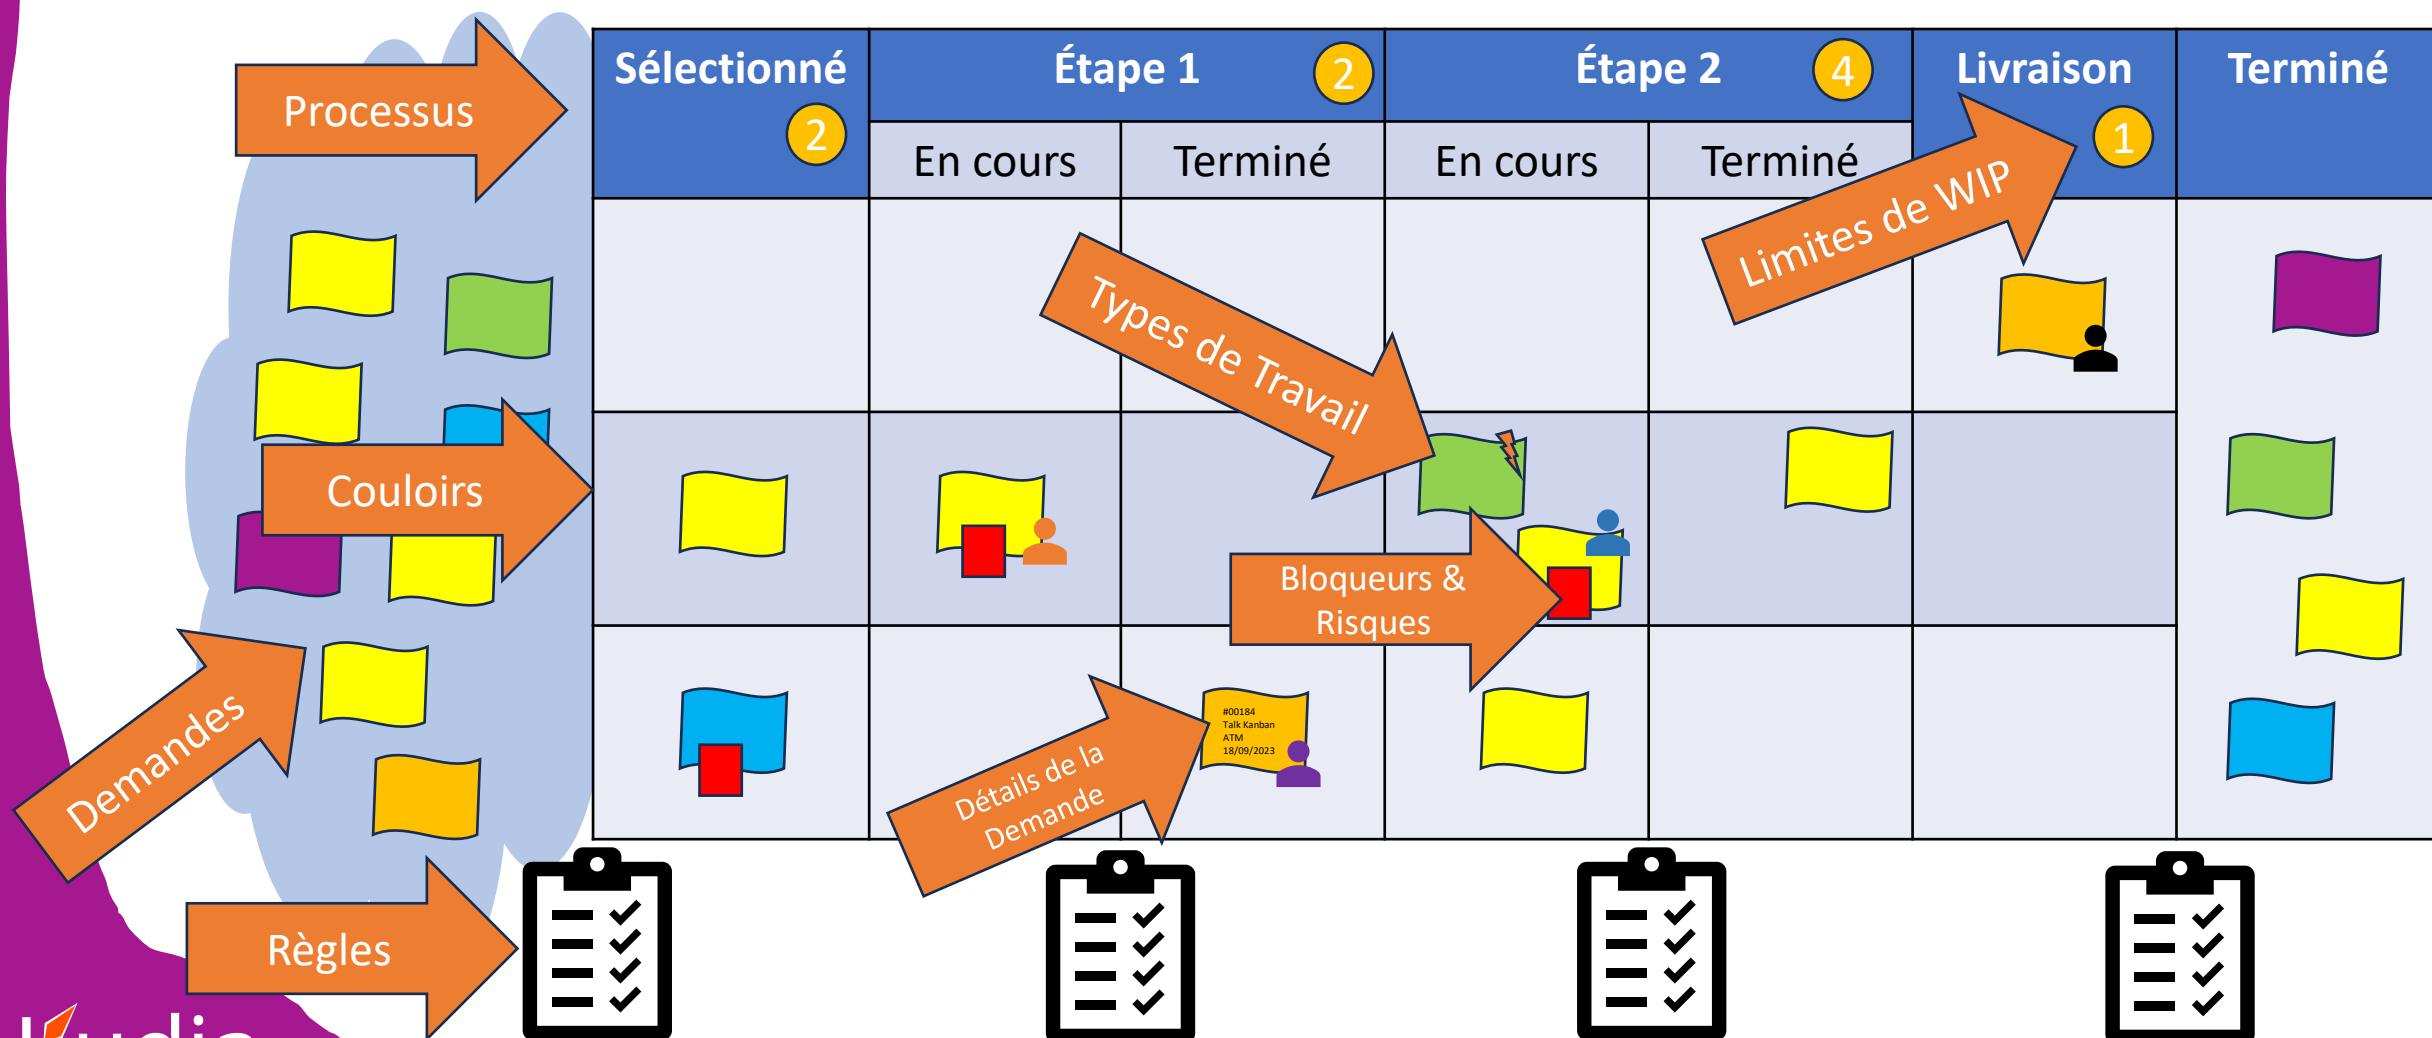 Processus
Sélectionné
2
Étape 1
2
Étape 2
4
Livraison
1
Terminé
En cours
Terminé
En cours
Terminé
Limites de WIP
Types de Travail
Couloirs
Bloqueurs &
Risques
Demandes
Détails de la
Demande
#00184
Talk Kanban
ATM
18/09/2023
Règles